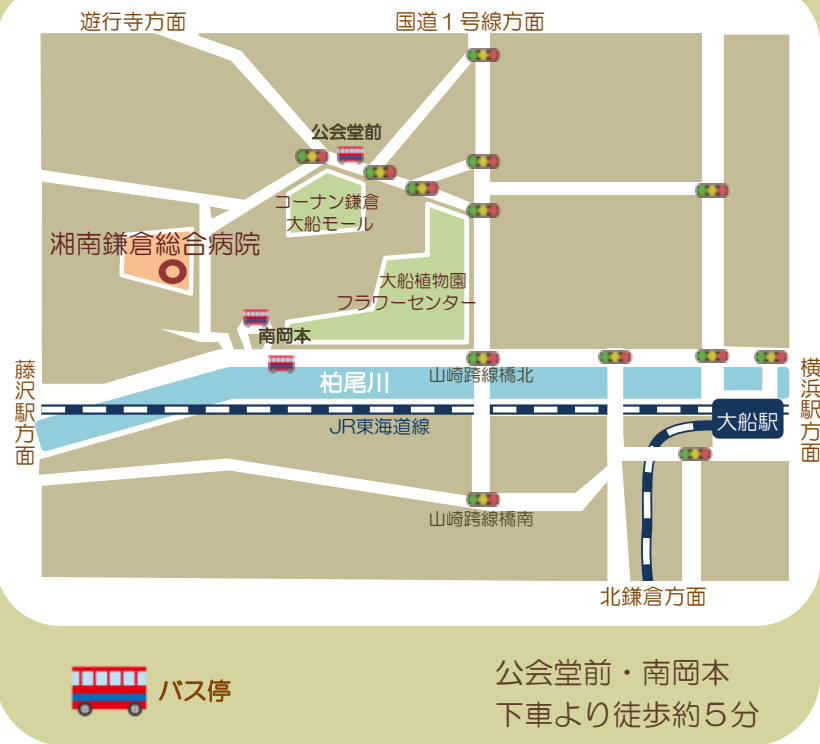 遊行寺方面
国道１号線方面
公会堂前
コーナン鎌倉
大船モール
湘南鎌倉総合病院
大船植物園
フラワーセンター
南岡本
藤沢駅方面
柏尾川
山崎跨線橋北
横浜駅方面
JR東海道線
大船駅
山崎跨線橋南
北鎌倉方面
バス停
公会堂前・南岡本
下車より徒歩約５分